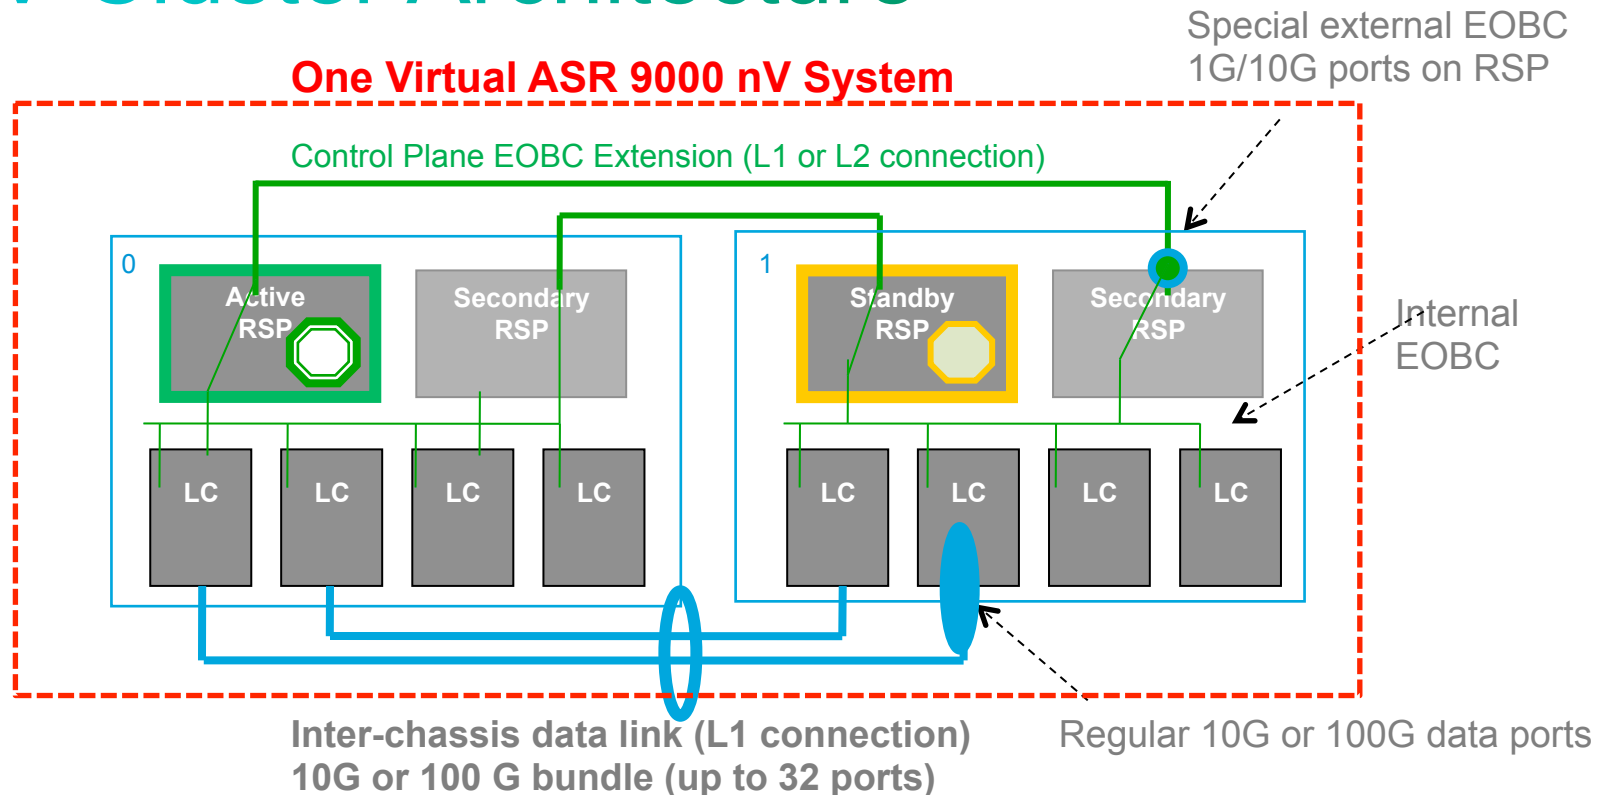 V Cluster Architecture
Special external EOBC
1G/10G ports on RSP
One Virtual ASR 9000 nV System
Control Plane EOBC Extension (L1 or L2 connection)
0
1
Active
RSP
Secondary
RSP
Standby
RSP
Secondary
RSP
Internal
EOBC
LC
LC
LC
LC
LC
LC
LC
LC
Inter-chassis data link (L1 connection)
10G or 100 G bundle (up to 32 ports)
Regular 10G or 100G data ports